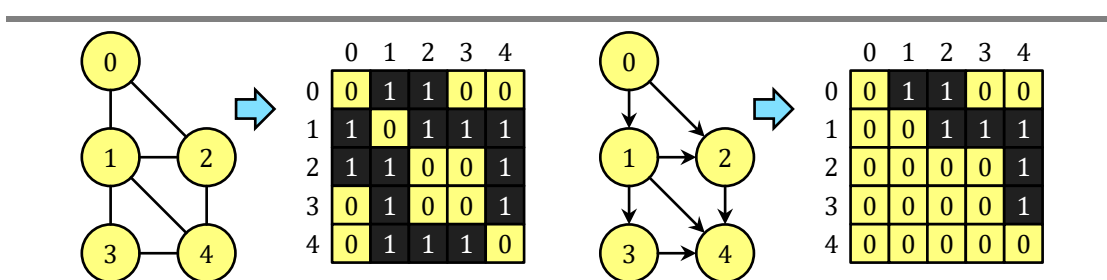 0
1 2
3 4
0 1 2 3 4
0 0 1 1 0 0
1 1 0 1 1 1
2 1 1 0 0 1
3 0 1 0 0 1
4 0 1 1 1 0
0
1 2
3 4
0 1 2 3 4
0 0 1 1 0 0
1 0 0 1 1 1
2 0 0 0 0 1
3 0 0 0 0 1
4 0 0 0 0 0